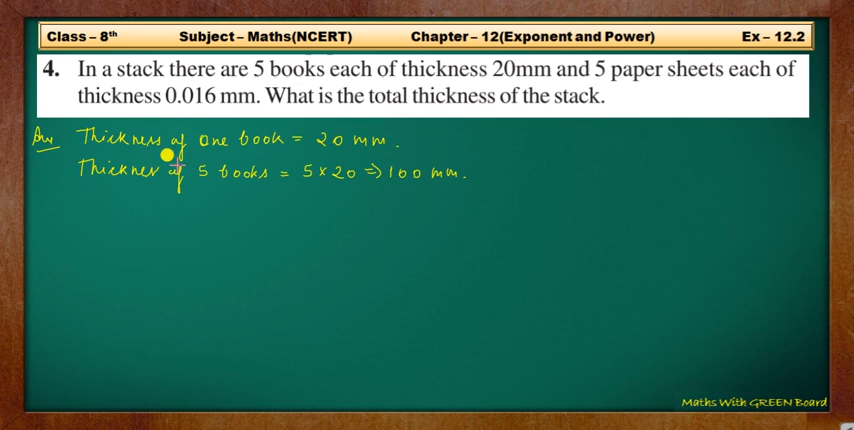 Class – 8th Subject – Maths(NCERT) Chapter – 12(Exponent and Power) Ex – 12.2
4. In a stack there are 5 books each of thickness 20mm and 5 paper sheets each of
thickness 0.016 mm. What is the total thickness of the stack.
Ans Thickness of one book = 20 mm.
Thickness of 5 books = 5 × 20 ⇒ 100 mm.
Maths With GREEN Board